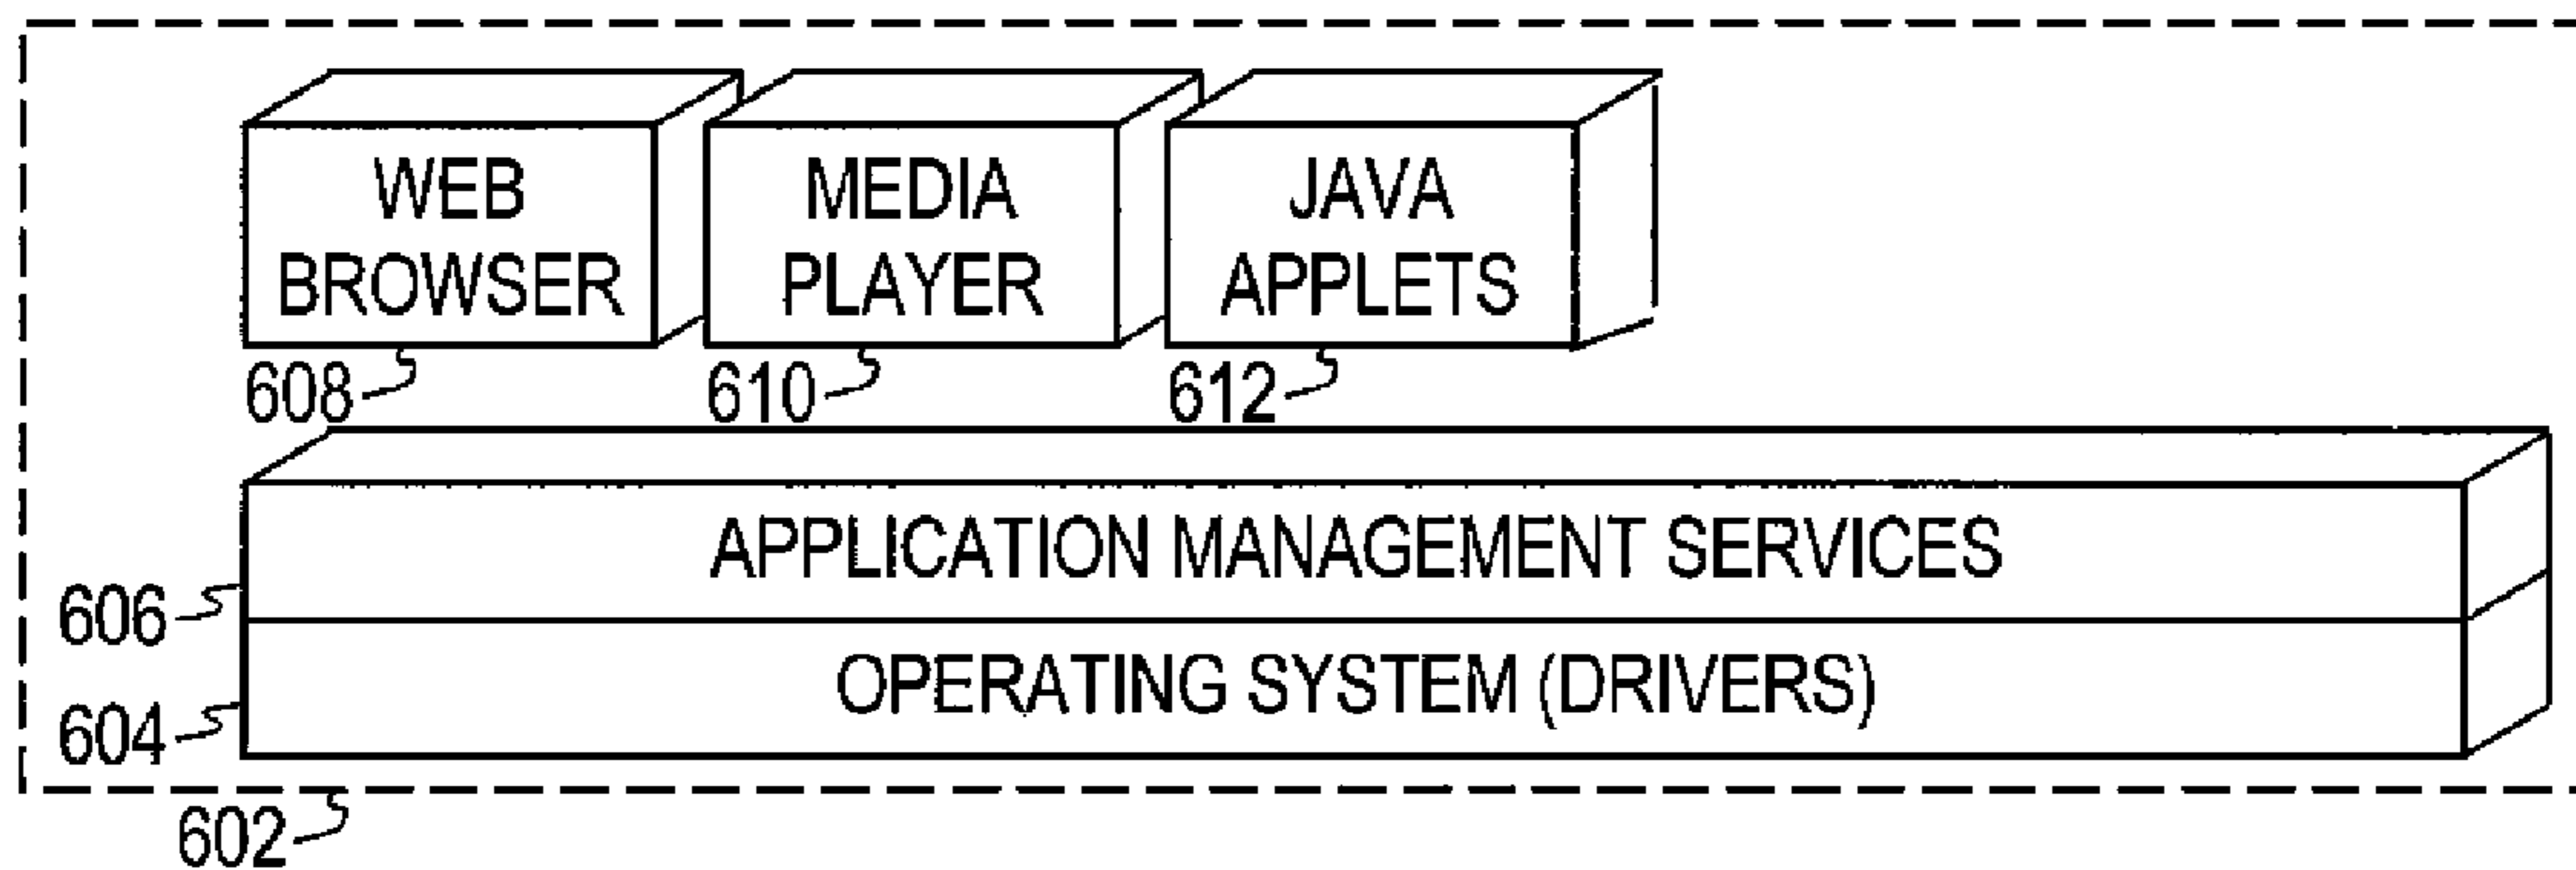 WEB
BROWSER
MEDIA
PLAYER
JAVA
APPLETS
608
610
612
APPLICATION MANAGEMENT SERVICES
606
OPERATING SYSTEM (DRIVERS)
604
602